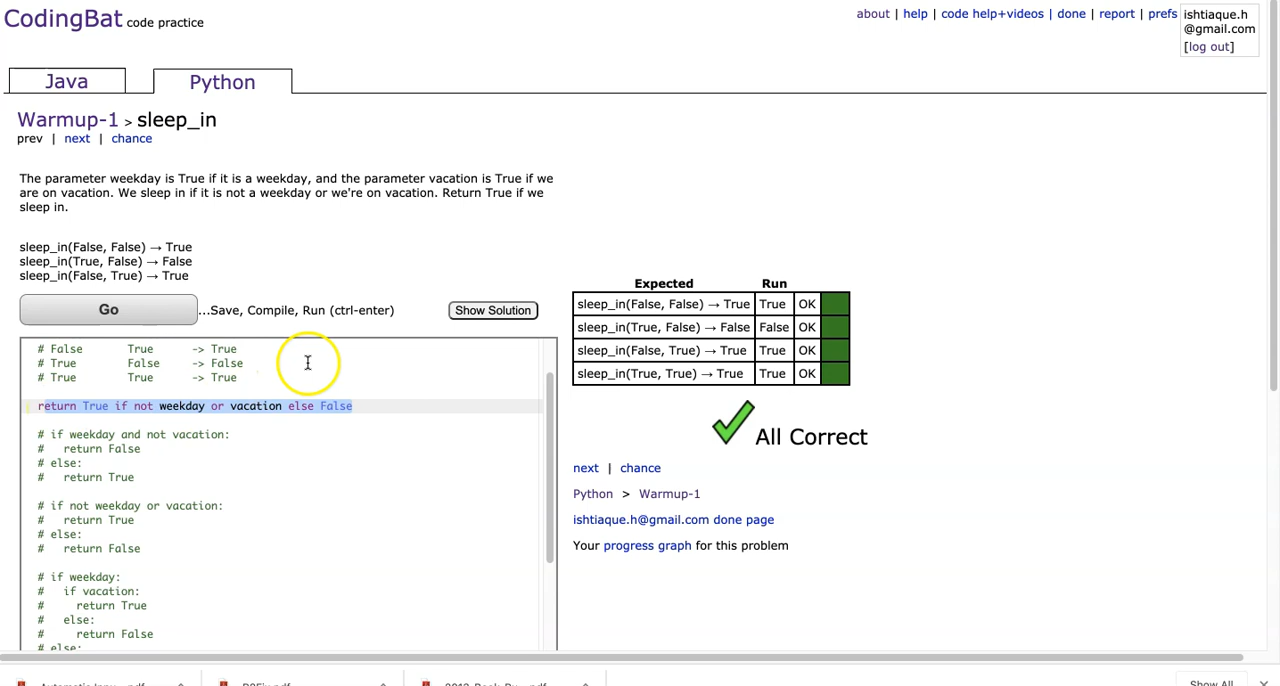 CodingBat code practice
about | help | code help+videos | done | report | prefs
ishtiaque.h
@gmail.com
[log out]
Java
Python
Warmup-1 > sleep_in
prev | next | chance
The parameter weekday is True if it is a weekday, and the parameter vacation is True if we
are on vacation. We sleep in if it is not a weekday or we're on vacation. Return True if we
sleep in.
sleep_in(False, False) → True
sleep_in(True, False) → False
sleep_in(False, True) → True
Go
...Save, Compile, Run (ctrl-enter)
Show Solution
# False True -> True
# True False -> False
# True True -> True
return True if not weekday or vacation else False
# if weekday and not vacation:
# return False
# else:
# return True
# if not weekday or vacation:
# return True
# else:
# return False
# if weekday:
# if vacation:
# return True
# else:
# return False
# else:
Expected Run
sleep_in(False, False) → True True OK
sleep_in(True, False) → False False OK
sleep_in(False, True) → True True OK
sleep_in(True, True) → True True OK
All Correct
next | chance
Python > Warmup-1
ishtiaque.h@gmail.com done page
Your progress graph for this problem
Show All